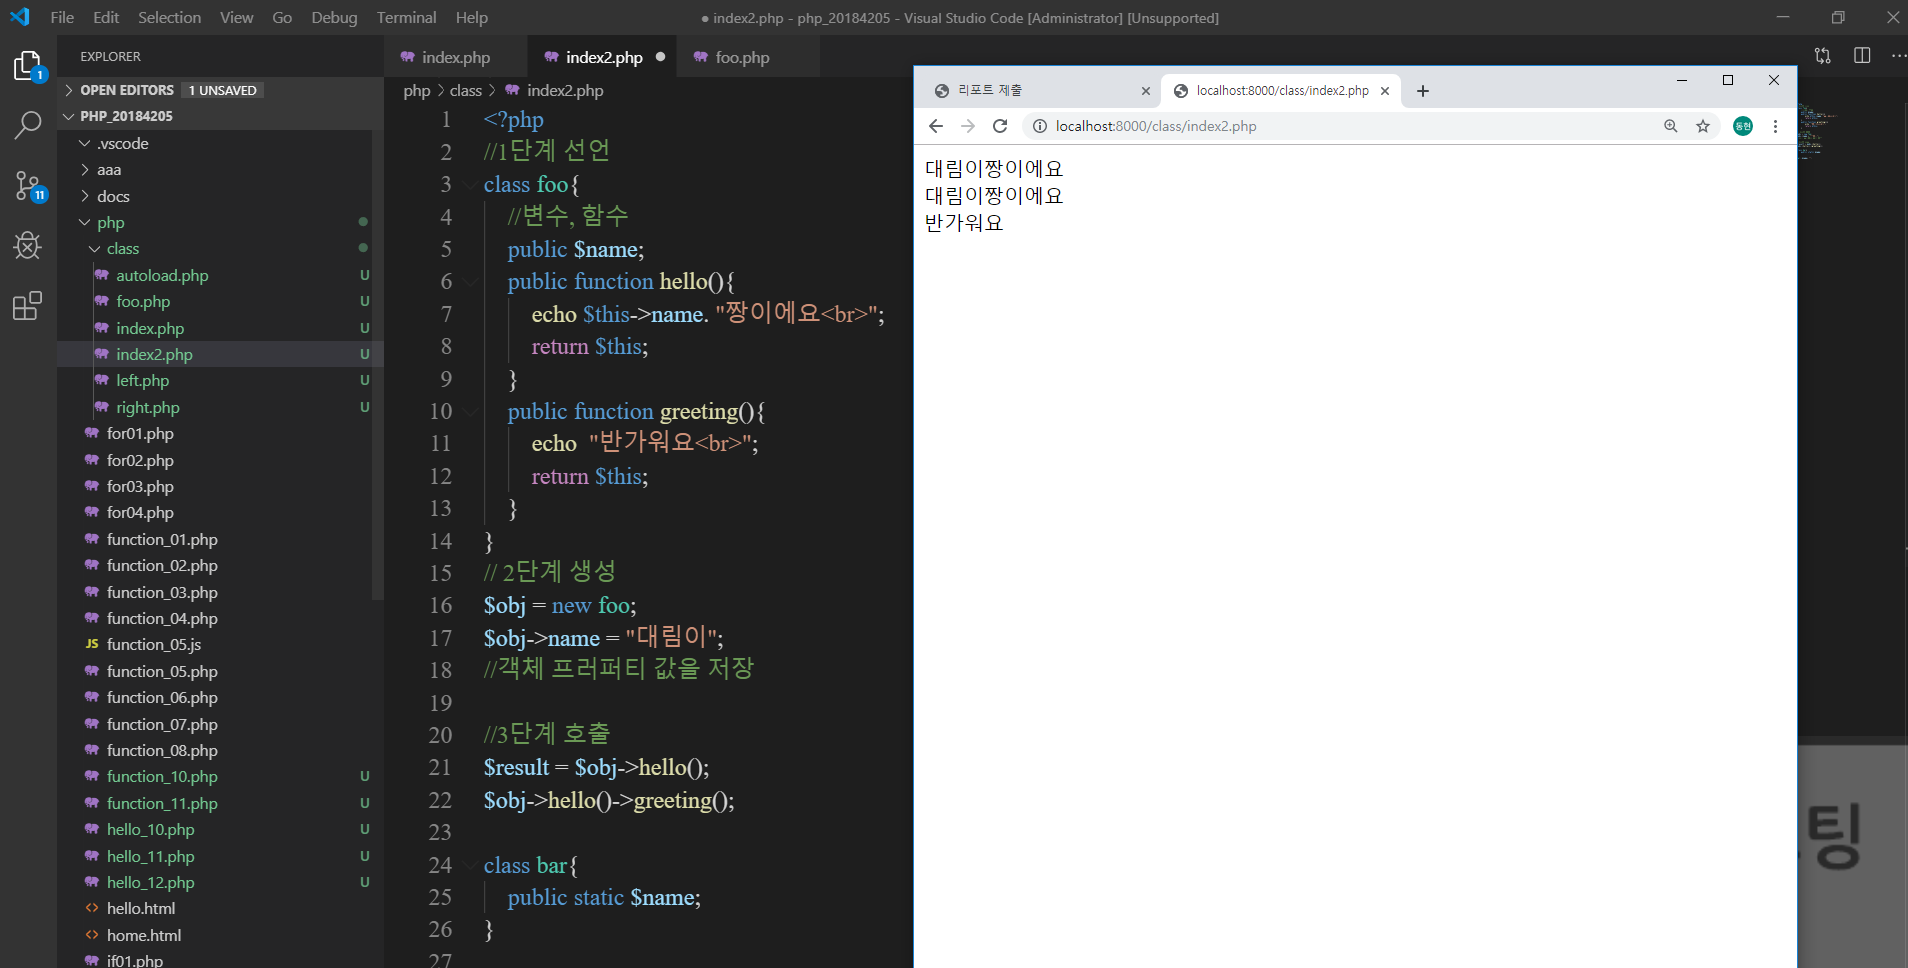 File Edit Selection View Go Debug Terminal Help
● index2.php - php_20184205 - Visual Studio Code [Administrator] [Unsupported]
EXPLORER
OPEN EDITORS 1 UNSAVED
PHP_20184205
.vscode
aaa
docs
php
class
autoload.php U
foo.php U
index.php U
index2.php U
left.php U
right.php U
for01.php
for02.php
for03.php
for04.php
function_01.php
function_02.php
function_03.php
function_04.php
JS function_05.js
function_05.php
function_06.php
function_07.php
function_08.php
function_10.php U
function_11.php U
hello_10.php U
hello_11.php U
hello_12.php U
<> hello.html
<> home.html
if01.php
1
11
index.php index2.php ● foo.php
php > class > index2.php
1 <?php
2 //1단계 선언
3 class foo{
4 //변수, 함수
5 public $name;
6 public function hello(){
7 echo $this->name. "짱이에요<br>";
8 return $this;
9 }
10 public function greeting(){
11 echo  "반가워요<br>";
12 return $this;
13 }
14 }
15 // 2단계 생성
16 $obj = new foo;
17 $obj->name = "대림이";
18 //객체 프러퍼티 값을 저장
19
20 //3단계 호출
21 $result = $obj->hello();
22 $obj->hello()->greeting();
23
24 class bar{
25 public static $name;
26 }
27
리포트 제출
localhost:8000/class/index2.php
localhost:8000/class/index2.php
동현
대림이짱이에요
대림이짱이에요
반가워요
팅